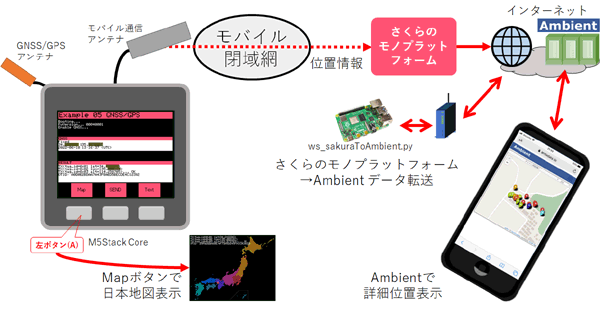 GNSS/GPS
アンテナ
モバイル通信
アンテナ
モバイル
閉域網
位置情報
さくらの
モノプラット
フォーム
インターネット
Ambient
Example 05 GNSS/GPS
Map
SEND
Text
左ボタン(A)
M5Stack Core
Mapボタンで
日本地図表示
ws_sakuraToAmbient.py
さくらのモノプラットフォーム
→Ambient データ転送
Ambientで
詳細位置表示